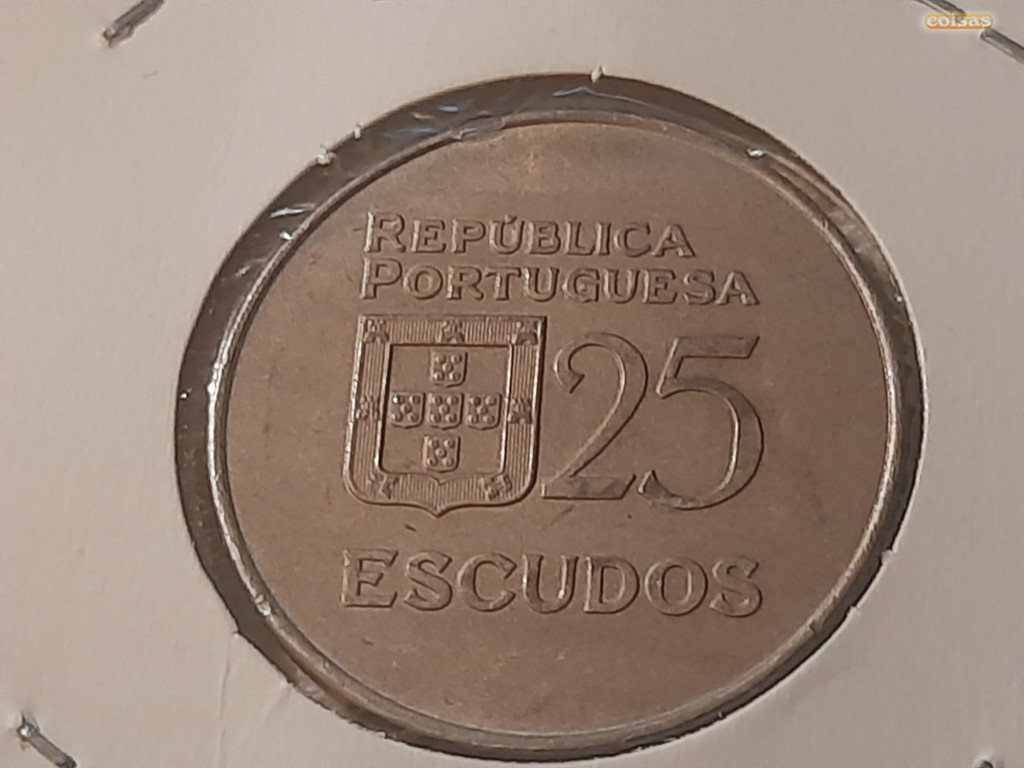 coisas
REPÚBLICA
PORTUGUESA
25
ESCUDOS